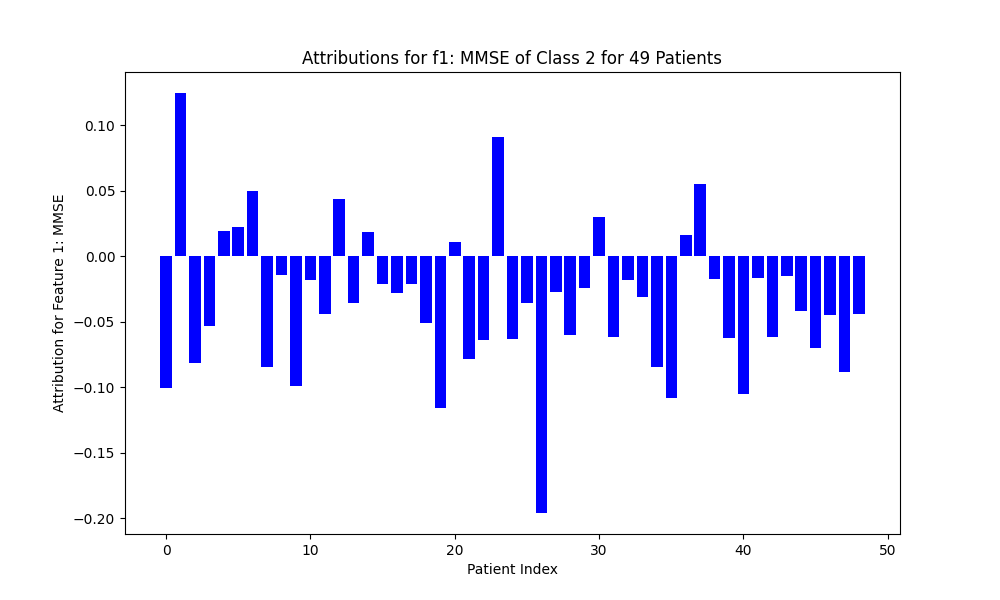 Attributions for f1: MMSE of Class 2 for 49 Patients
Attribution for Feature 1: MMSE
0.10
0.05
0.00
−0.05
−0.10
−0.15
−0.20
0 10 20 30 40 50
Patient Index